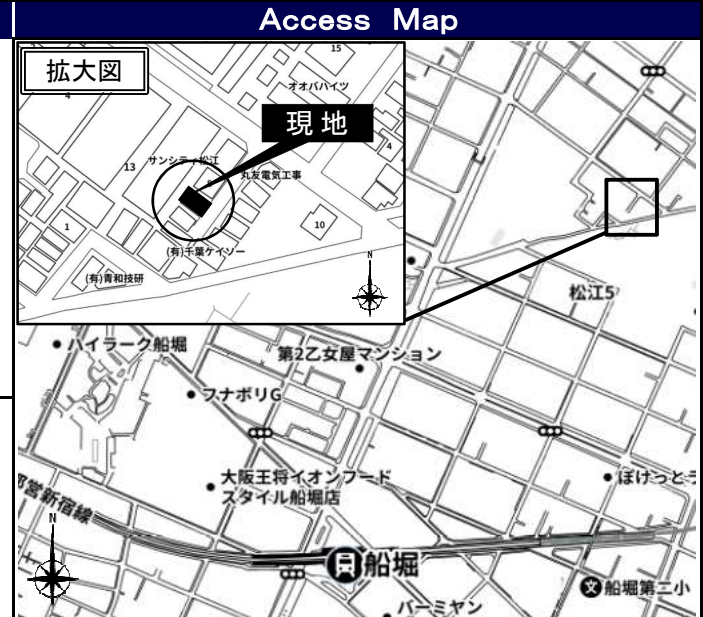 Access Map
拡大図
15
オオバハイツ
4
現地
4
サンシティ松江
13
丸友電気工事
1
10
(有)千葉ケイソー
(有)青和技研
N
松江5
ハイラーク船堀
第2乙女屋マンション
フナボリG
大阪王将イオンフード
スタイル船堀店
ぽけっとラ
都営新宿線
N
船堀
文
船堀第二小
バーミヤン